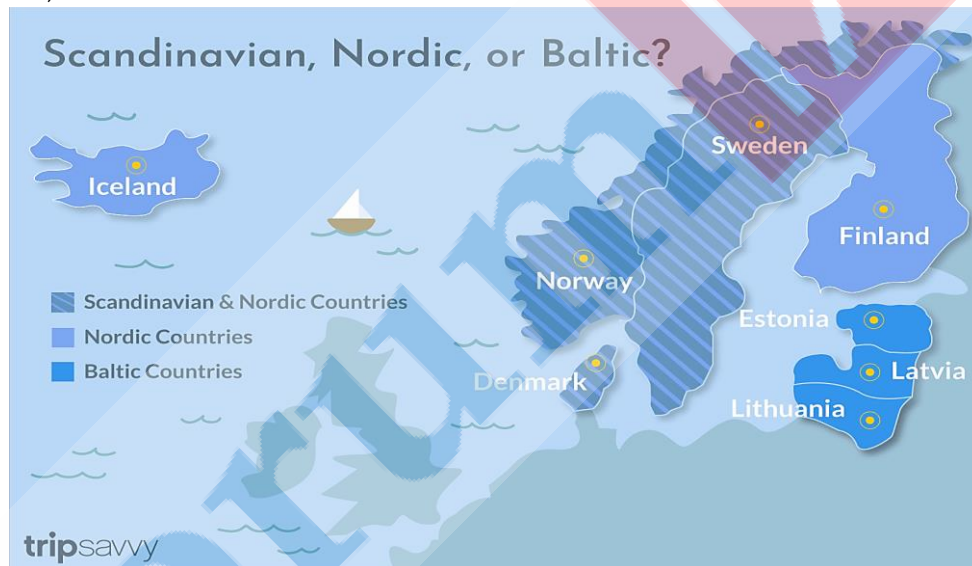 Scandinavian, Nordic, or Baltic?
Sweden
Iceland
Finland
Norway
Scandinavian & Nordic Countries
Estonia
Nordic Countries
Baltic Countries
Latvia
Denmark
Lithuania
tripsavvy